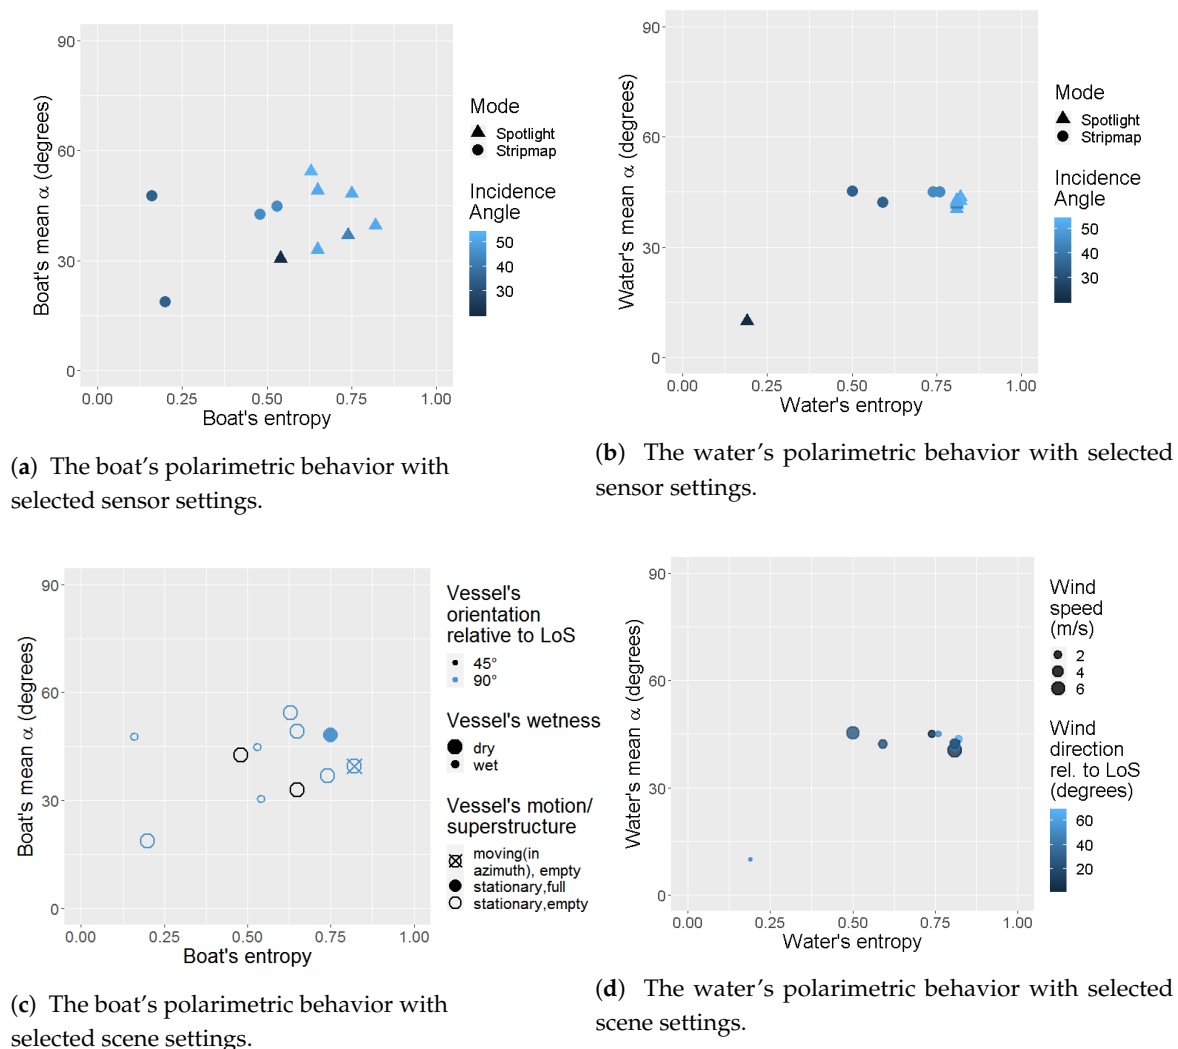 90
60
30
0
Boat's mean α (degrees)
0.00 0.25 0.50 0.75 1.00
Boat's entropy
Mode
Spotlight
Stripmap
Incidence
Angle
50
40
30
(a) The boat's polarimetric behavior with
selected sensor settings.
90
60
30
0
Water's mean α (degrees)
0.00 0.25 0.50 0.75 1.00
Water's entropy
Mode
Spotlight
Stripmap
Incidence
Angle
50
40
30
(b) The water's polarimetric behavior with selected
sensor settings.
90
60
30
0
Boat's mean α (degrees)
0.00 0.25 0.50 0.75 1.00
Boat's entropy
Vessel's
orientation
relative to LoS
45°
90°
Vessel's wetness
dry
wet
Vessel's motion/
superstructure
moving(in
azimuth), empty
stationary,full
stationary,empty
(c) The boat's polarimetric behavior with
selected scene settings.
90
60
30
0
Water's mean α (degrees)
0.00 0.25 0.50 0.75 1.00
Water's entropy
Wind
speed
(m/s)
2
4
6
Wind
direction
rel. to LoS
(degrees)
60
40
20
(d) The water's polarimetric behavior with selected
scene settings.